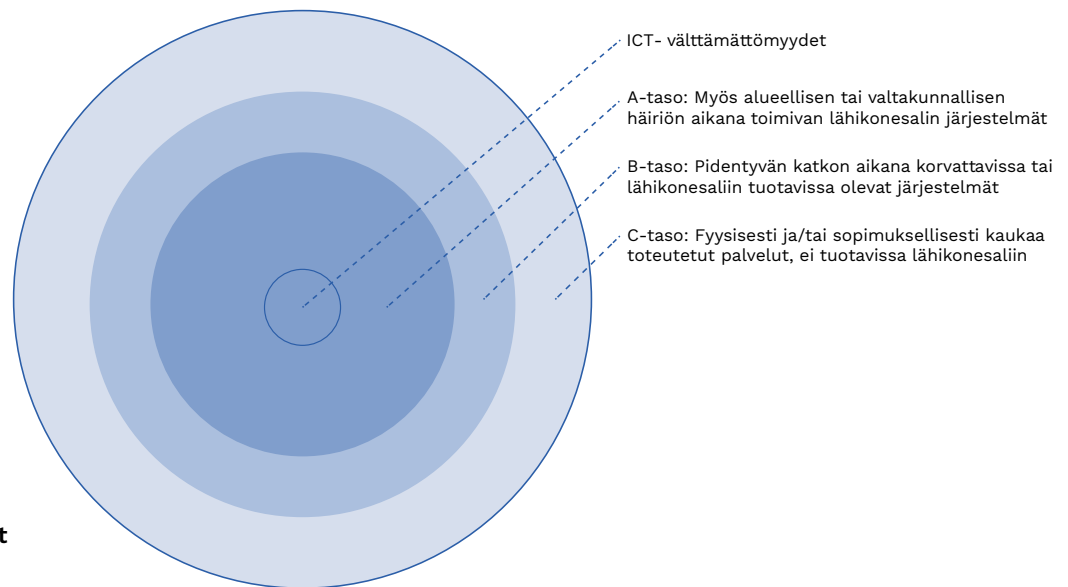 ICT- välttämättömyydet
A-taso: Myös alueellisen tai valtakunnallisen
häiriön aikana toimivan lähikonesalin järjestelmät
B-taso: Pidentyvän katkon aikana korvattavissa tai
lähikonesaliin tuotavissa olevat järjestelmät
C-taso: Fyysisesti ja/tai sopimuksellisesti kaukaa
toteutetut palvelut, ei tuotavissa lähikonesaliin
t